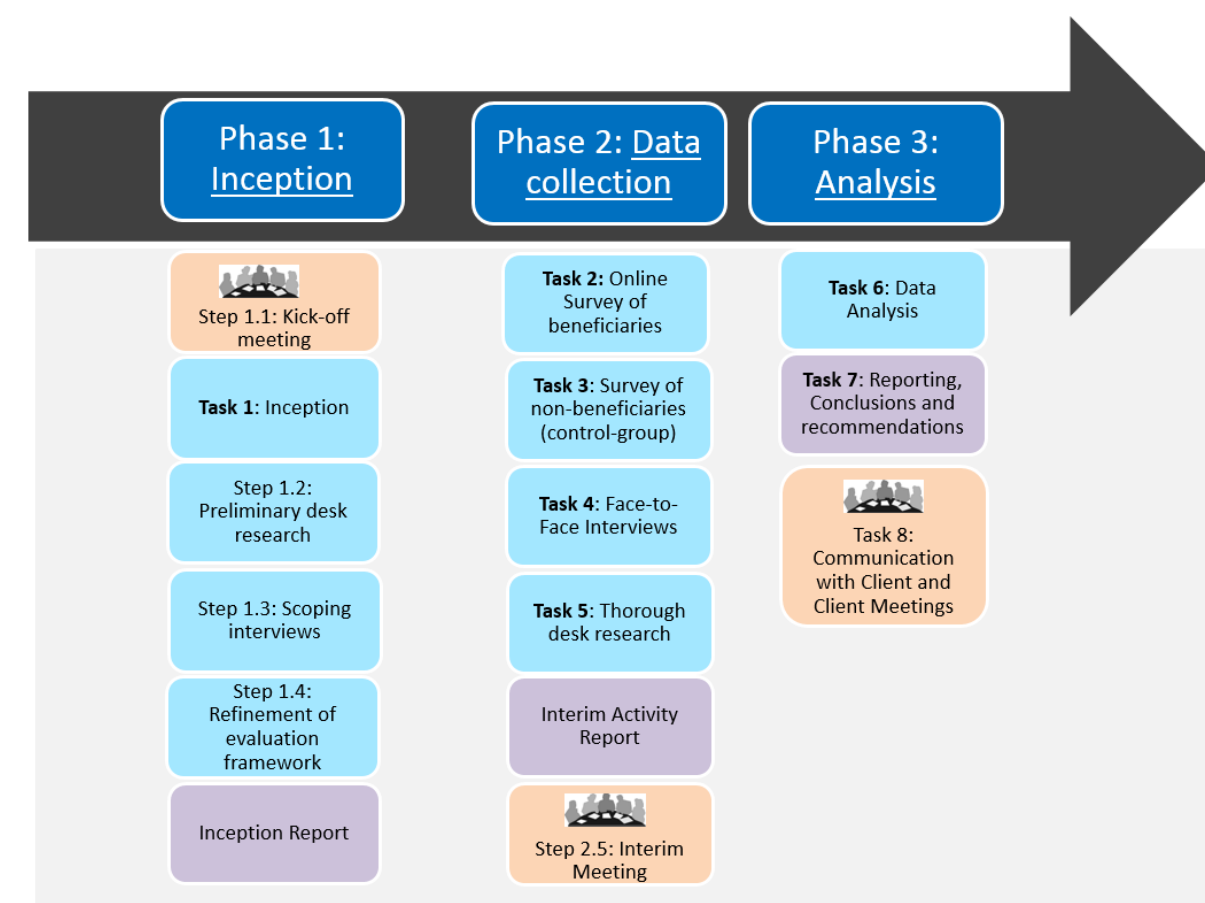 Phase 1:
Inception
Phase 2: Data
collection
Phase 3:
Analysis
Step 1.1: Kick-off
meeting
Task 1: Inception
Step 1.2:
Preliminary desk
research
Step 1.3: Scoping
interviews
Step 1.4:
Refinement of
evaluation
framework
Inception Report
Task 2: Online
Survey of
beneficiaries
Task 3: Survey of
non-beneficiaries
(control-group)
Task 4: Face-to-
Face Interviews
Task 5: Thorough
desk research
Interim Activity
Report
Step 2.5: Interim
Meeting
Task 6: Data
Analysis
Task 7: Reporting,
Conclusions and
recommendations
Task 8:
Communication
with Client and
Client Meetings